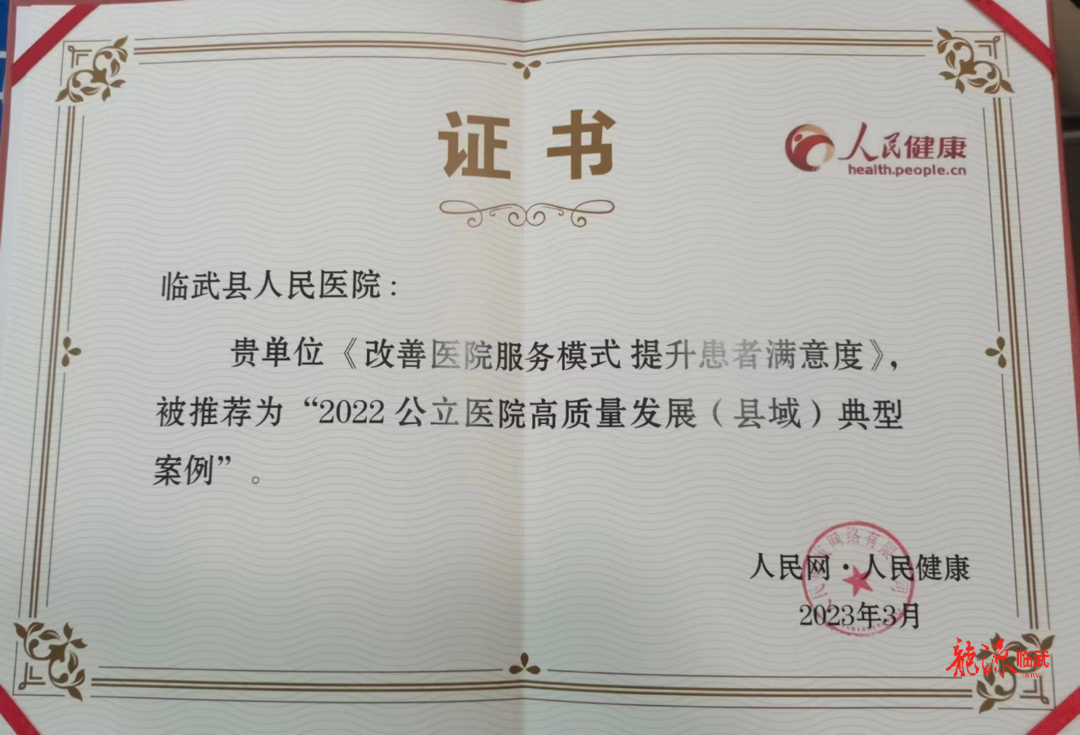 证书
人民健康
health.people.cn
临武县人民医院：
贵单位《改善医院服务模式 提升患者满意度》，
被推荐为“2022公立医院高质量发展（县域）典型
案例”。
人民网·人民健康
2023年3月
龙源临武